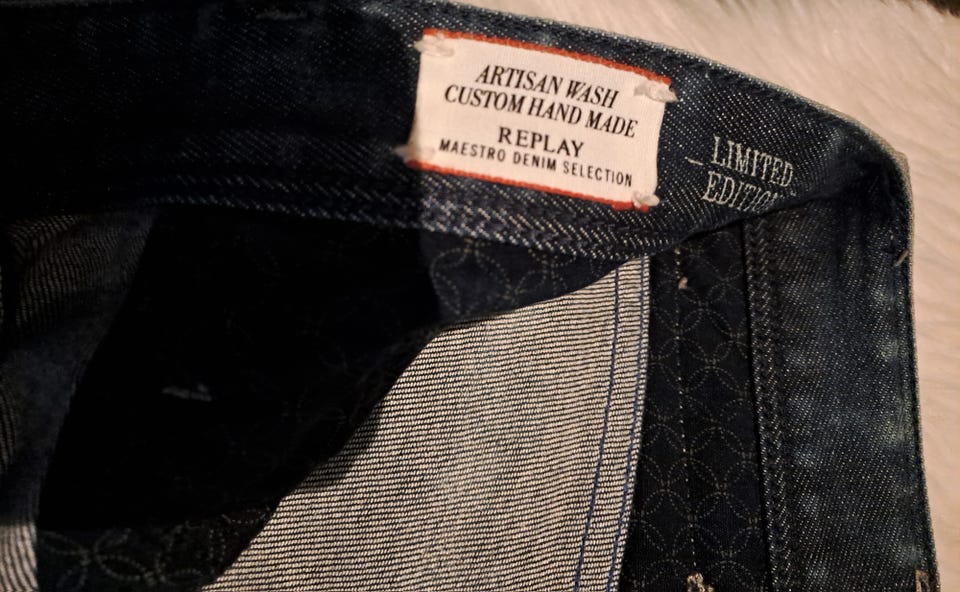 ARTISAN WASH
CUSTOM HAND MADE
REPLAY
MAESTRO DENIM SELECTION
LIMITED
EDITION